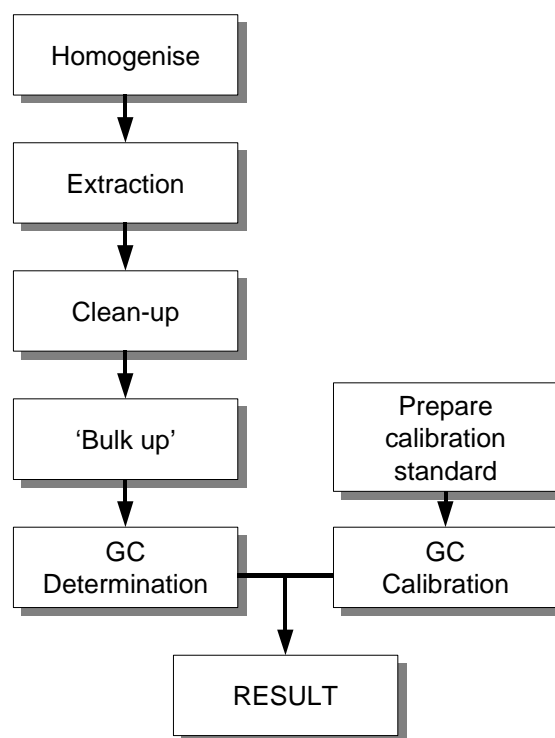 Homogenise
Extraction
Clean-up
‘Bulk up’
Prepare
calibration
standard
GC
Determination
GC
Calibration
RESULT